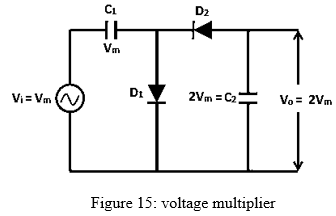 C1
D2
Vm
Vi = Vm
D1
2Vm = C2
Vo = 2Vm
Figure 15: voltage multiplier